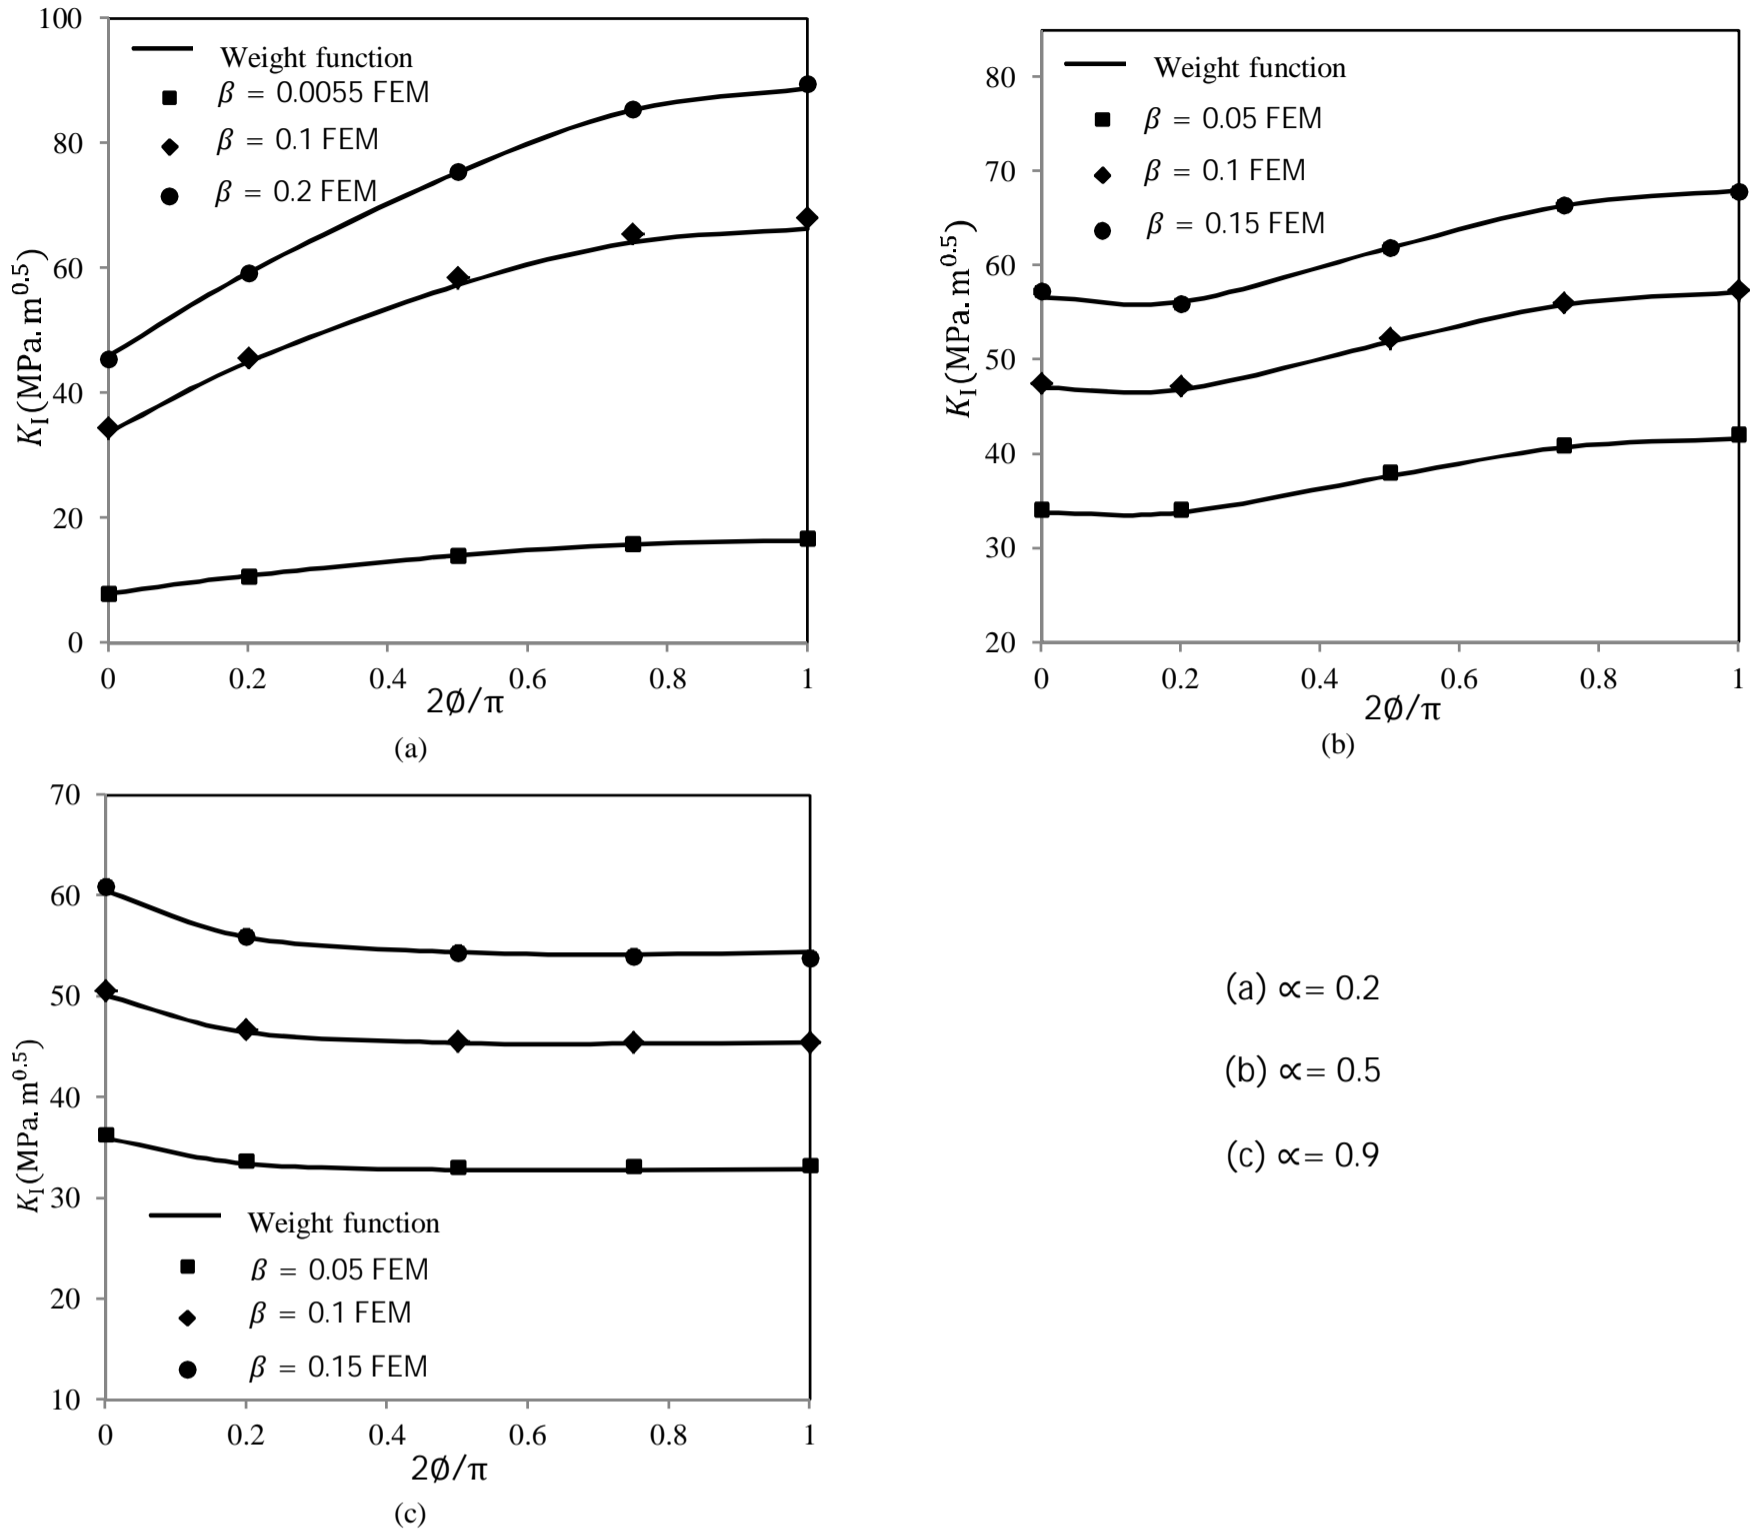 100
80
60
40
20
0
K_I (MPa. m^0.5)
Weight function
β = 0.0055 FEM
β = 0.1 FEM
β = 0.2 FEM
0 0.2 0.4 0.6 0.8 1
2Ø/π
(a)
80
70
60
50
40
30
20
K_I (MPa. m^0.5)
Weight function
β = 0.05 FEM
β = 0.1 FEM
β = 0.15 FEM
0 0.2 0.4 0.6 0.8 1
2Ø/π
(b)
70
60
50
40
30
20
10
K_I (MPa. m^0.5)
Weight function
β = 0.05 FEM
β = 0.1 FEM
β = 0.15 FEM
0 0.2 0.4 0.6 0.8 1
2Ø/π
(c)
(a) ∝= 0.2
(b) ∝= 0.5
(c) ∝= 0.9